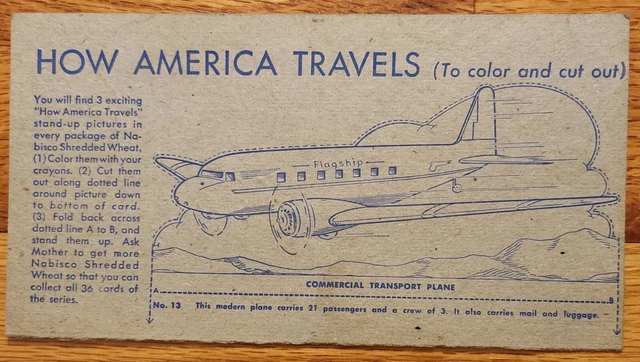 HOW AMERICA TRAVELS (To color and cut out)
You will find 3 exciting
"How America Travels"
stand-up pictures in
every package of Na-
bisco Shredded Wheat.
(1) Color them with your
crayons. (2) Cut them
out along dotted line
around picture down
to bottom of card.
(3) Fold back across
dotted line A to B, and
stand them up. Ask
Mother to get more
Nabisco Shredded
Wheat so that you can
collect all 36 cards of
the series.
Flagship
COMMERCIAL TRANSPORT PLANE
A B
No. 13 This modern plane carries 21 passengers and a crew of 3. It also carries mail and luggage.